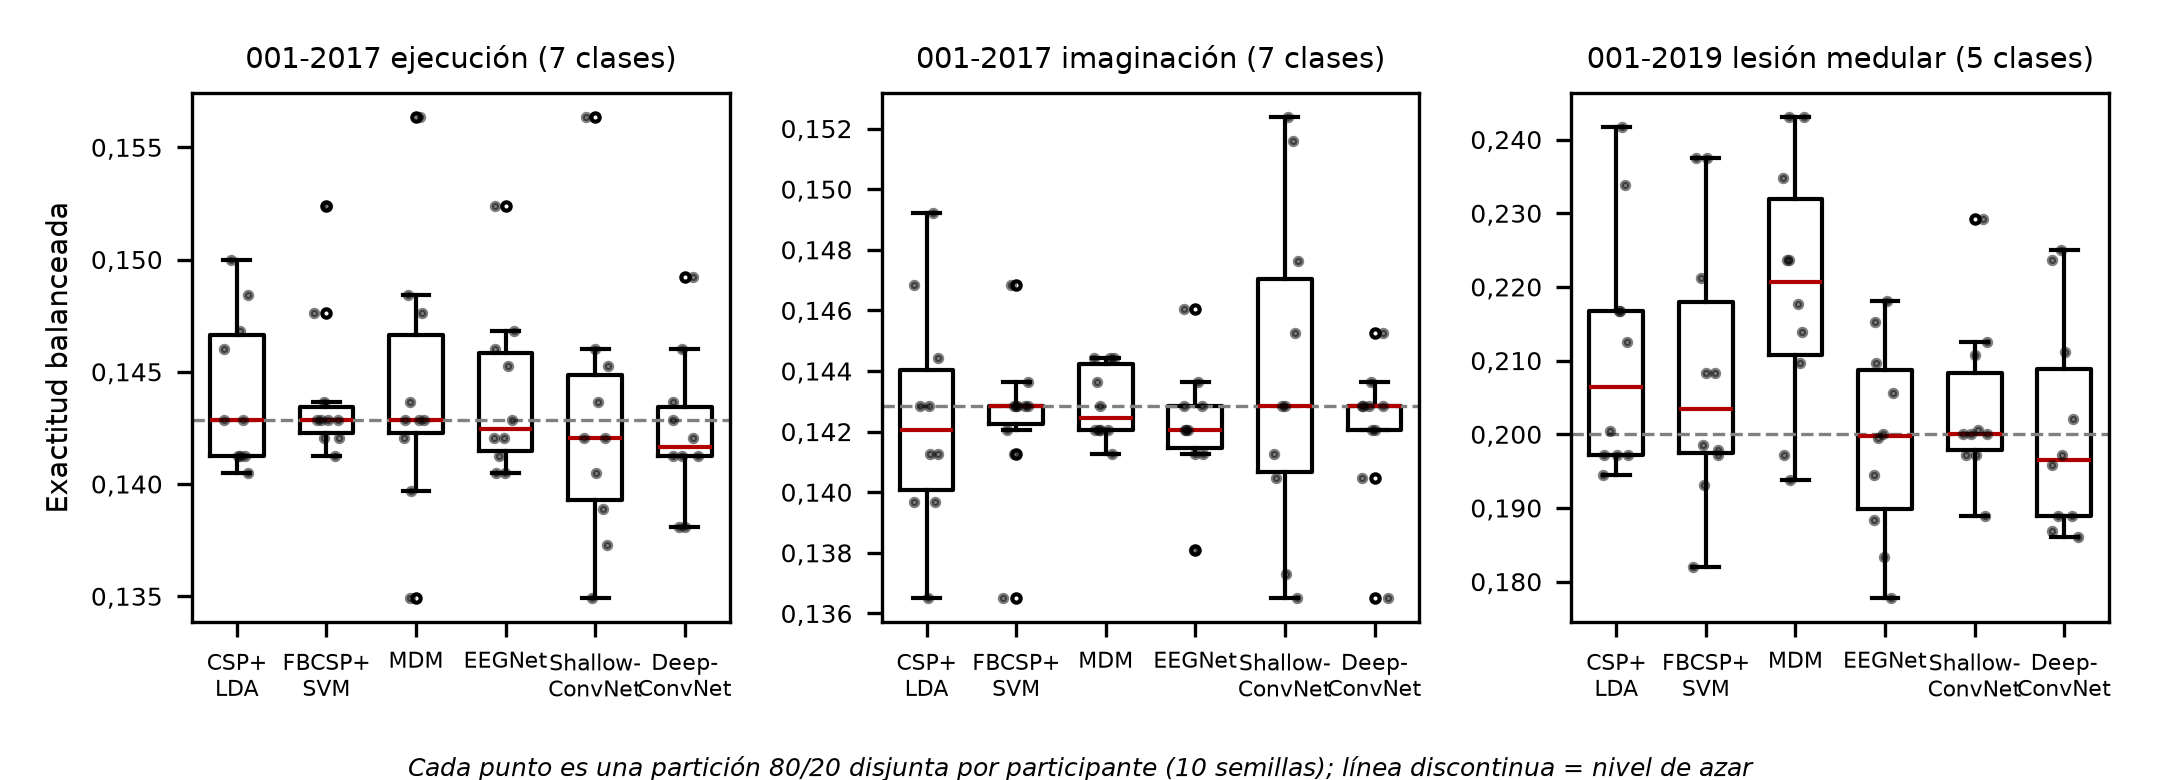 001-2017 ejecución (7 clases)
001-2017 imaginación (7 clases)
001-2019 lesión medular (5 clases)
Exactitud balanceada
0,155
0,150
0,145
0,140
0,135
CSP+
LDA
FBCSP+
SVM
MDM
EEGNet
Shallow-
ConvNet
Deep-
ConvNet
0,152
0,150
0,148
0,146
0,144
0,142
0,140
0,138
0,136
CSP+
LDA
FBCSP+
SVM
MDM
EEGNet
Shallow-
ConvNet
Deep-
ConvNet
0,240
0,230
0,220
0,210
0,200
0,190
0,180
CSP+
LDA
FBCSP+
SVM
MDM
EEGNet
Shallow-
ConvNet
Deep-
ConvNet
Cada punto es una partición 80/20 disjunta por participante (10 semillas); línea discontinua = nivel de azar